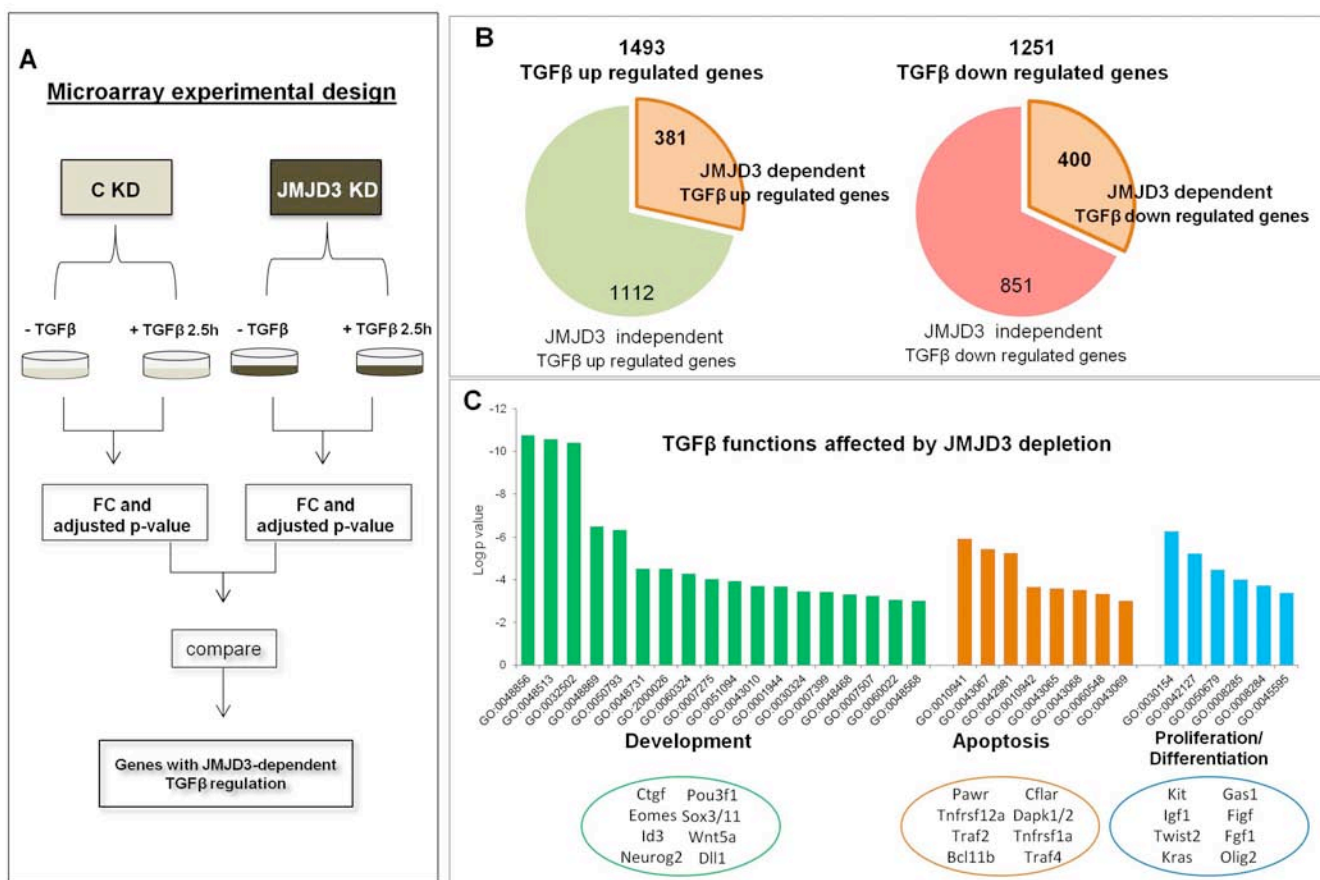 A
Microarray experimental design
C KD
JMJD3 KD
- TGFβ
+ TGFβ 2.5h
- TGFβ
+ TGFβ 2.5h
FC and
adjusted p-value
FC and
adjusted p-value
compare
Genes with JMJD3-dependent
TGFβ regulation
B
1493
TGFβ up regulated genes
381
JMJD3 dependent
TGFβ up regulated genes
1112
JMJD3 independent
TGFβ up regulated genes
1251
TGFβ down regulated genes
400
JMJD3 dependent
TGFβ down regulated genes
851
JMJD3 independent
TGFβ down regulated genes
C
TGFβ functions affected by JMJD3 depletion
Log p value
-12
-10
-8
-6
-4
-2
0
GO:0048856
GO:0048513
GO:0032502
GO:0048869
GO:0050793
GO:0048731
GO:2000026
GO:0060324
GO:0007275
GO:0051094
GO:0043010
GO:0001944
GO:0030324
GO:0007399
GO:0048468
GO:0007507
GO:0060022
GO:0048568
GO:0010941
GO:0043067
GO:0042981
GO:0010942
GO:0043065
GO:0043068
GO:0060548
GO:0043069
GO:0030154
GO:0042127
GO:0050679
GO:0008285
GO:0008284
GO:0045595
Development
Apoptosis
Proliferation/
Differentiation
Ctgf Pou3f1
Eomes Sox3/11
Id3 Wnt5a
Neurog2 Dll1
Pawr Cflar
Tnfrsf12a Dapk1/2
Traf2 Tnfrsf1a
Bcl11b Traf4
Kit Gas1
Igf1 Figf
Twist2 Fgf1
Kras Olig2